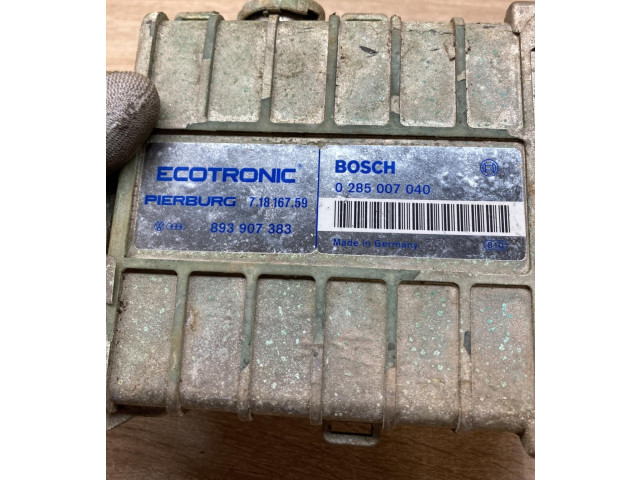 ECOTRONIC
PIERBURG 7.18 167.59
893 907 383
BOSCH
0 285 007 040
Made in Germany